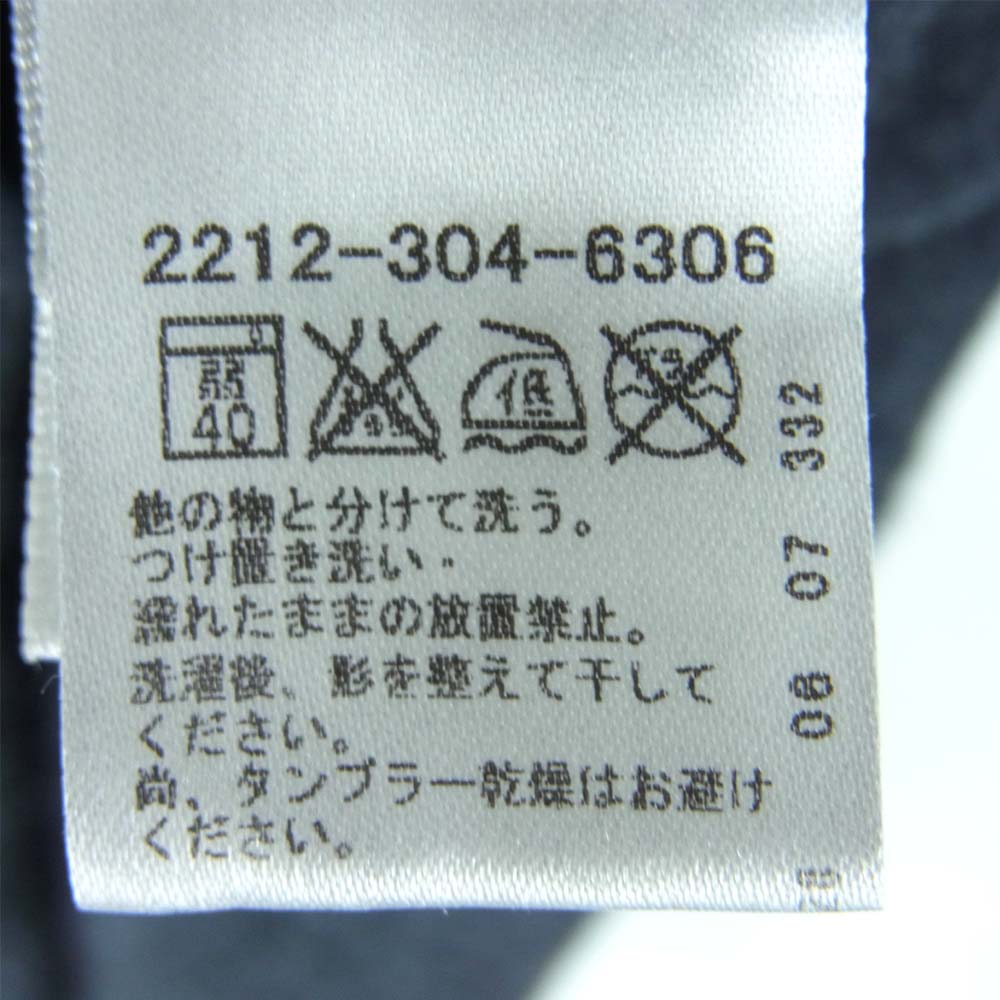 2212-304-6306
弱
40
低
他の物と分けて洗う。
つけ置き洗い・
濡れたままの放置禁止。
洗濯後、形を整えて干して
ください。
尚、タンブラー乾燥はお避け
ください。
08 07 332